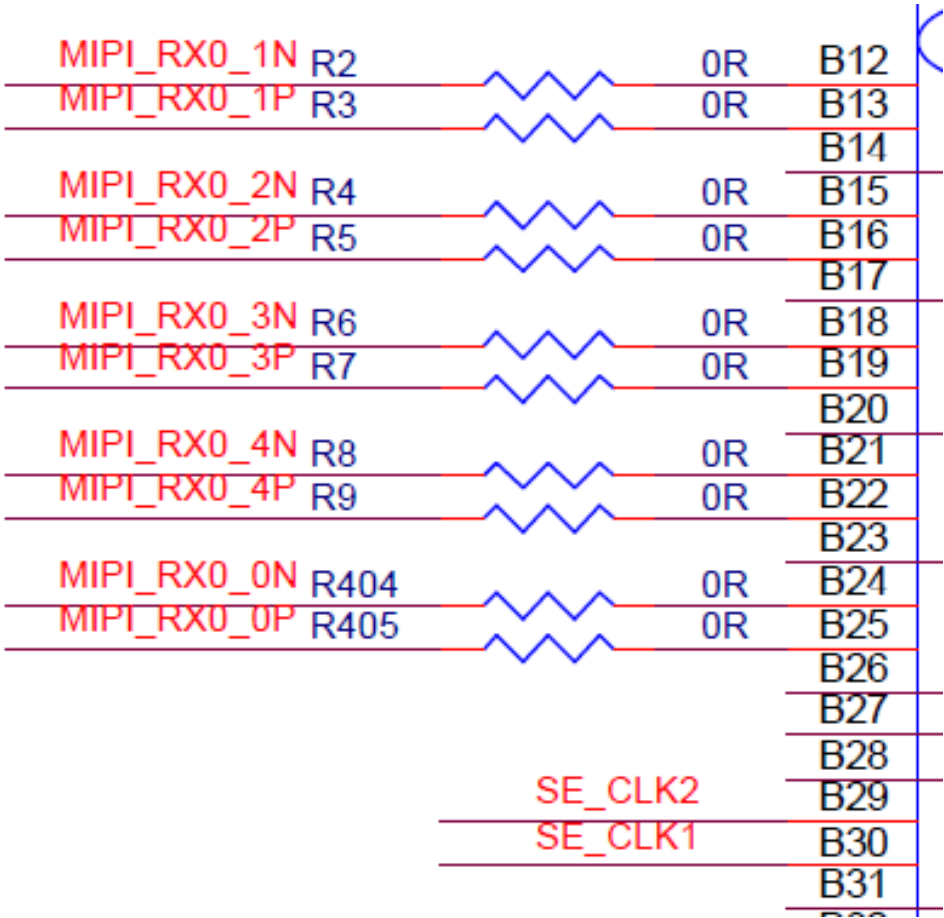 MIPI_RX0_1N R2 0R B12
MIPI_RX0_1P R3 0R B13
B14
MIPI_RX0_2N R4 0R B15
MIPI_RX0_2P R5 0R B16
B17
MIPI_RX0_3N R6 0R B18
MIPI_RX0_3P R7 0R B19
B20
MIPI_RX0_4N R8 0R B21
MIPI_RX0_4P R9 0R B22
B23
MIPI_RX0_0N R404 0R B24
MIPI_RX0_0P R405 0R B25
B26
B27
B28
SE_CLK2 B29
SE_CLK1 B30
B31